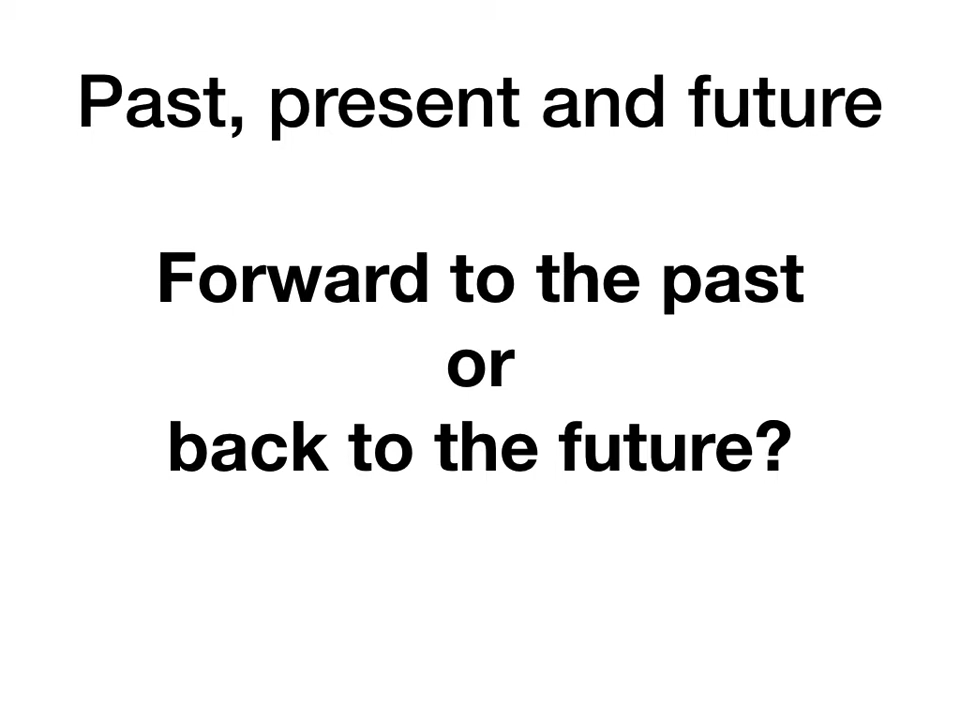 Past, present and future
Forward to the past
or
back to the future?